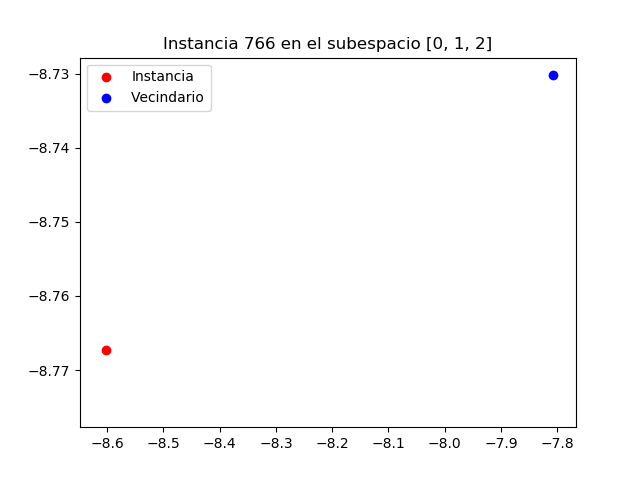 Instancia 766 en el subespacio [0, 1, 2]
Instancia
Vecindario
−8.73
−8.74
−8.75
−8.76
−8.77
−8.6 −8.5 −8.4 −8.3 −8.2 −8.1 −8.0 −7.9 −7.8